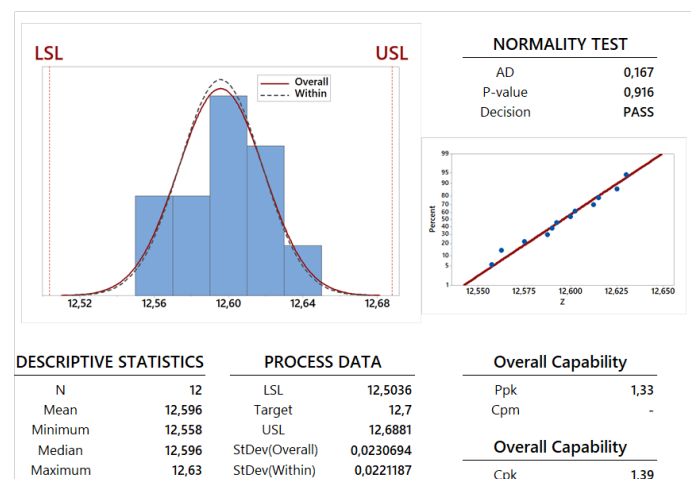 LSL
USL
Overall
Within
12,52 12,56 12,60 12,64 12,68
NORMALITY TEST
AD 0,167
P-value 0,916
Decision PASS
99
95
90
80
70
60
50
40
30
20
10
5
1
Percent
12,550 12,575 12,600 12,625 12,650
Z
DESCRIPTIVE STATISTICS
N 12
Mean 12,596
Minimum 12,558
Median 12,596
Maximum 12,63
PROCESS DATA
LSL 12,5036
Target 12,7
USL 12,6881
StDev(Overall) 0,0230694
StDev(Within) 0,0221187
Overall Capability
Ppk 1,33
Cpm -
Overall Capability
Cpk 1,39